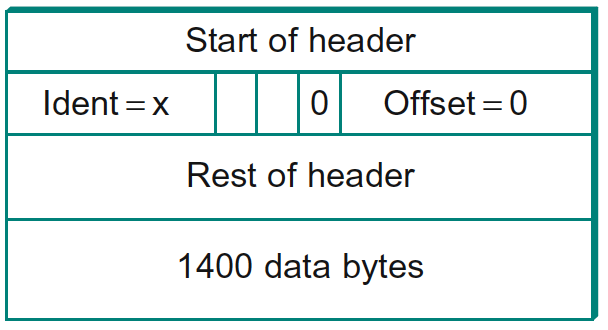 Start of header
Ident = x 0 Offset = 0
Rest of header
1400 data bytes